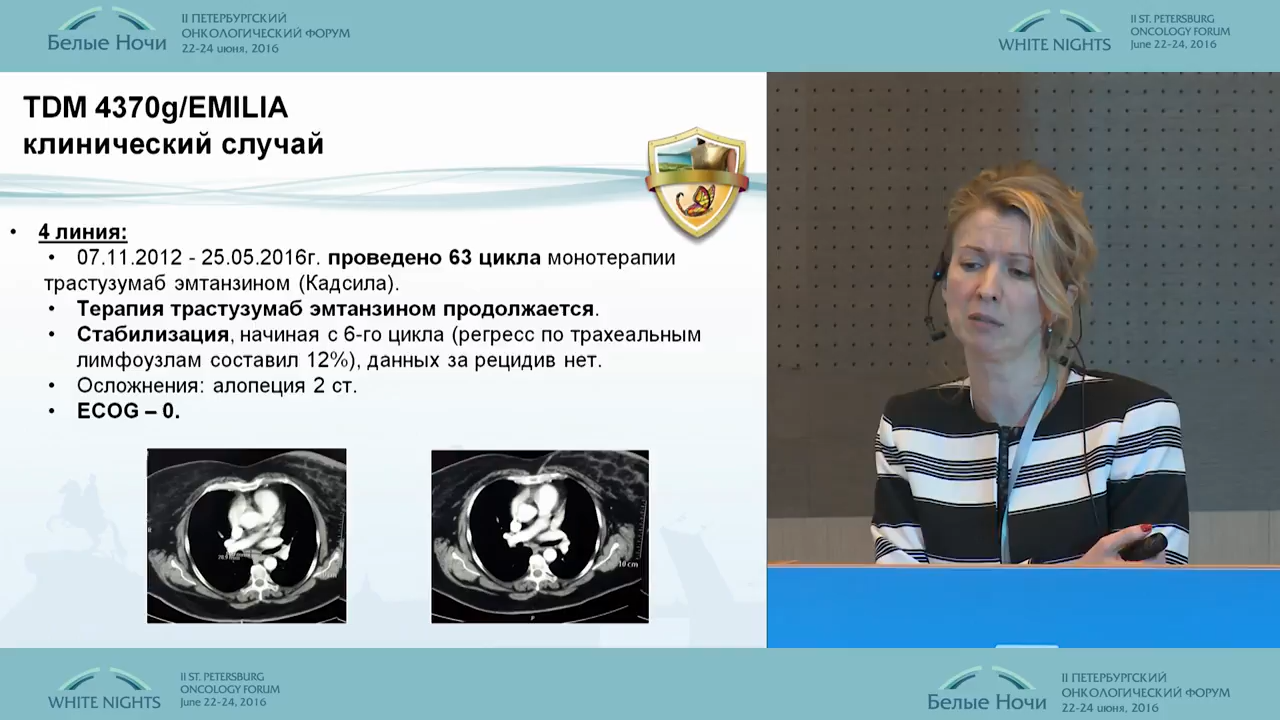 Белые Ночи
II ПЕТЕРБУРГСКИЙ
ОНКОЛОГИЧЕСКИЙ ФОРУМ
22-24 июня, 2016
WHITE NIGHTS
II ST. PETERSBURG
ONCOLOGY FORUM
June 22-24, 2016
TDM 4370g/EMILIA
клинический случай
• 4 линия:
• 07.11.2012 - 25.05.2016г. проведено 63 цикла монотерапии
трастузумаб эмтанзином (Кадсила).
• Терапия трастузумаб эмтанзином продолжается.
• Стабилизация, начиная с 6-го цикла (регресс по трахеальным
лимфоузлам составил 12%), данных за рецидив нет.
• Осложнения: алопеция 2 ст.
• ECOG – 0.
10 cm
WHITE NIGHTS
II ST. PETERSBURG
ONCOLOGY FORUM
June 22-24, 2016
Белые Ночи
II ПЕТЕРБУРГСКИЙ
ОНКОЛОГИЧЕСКИЙ ФОРУМ
22-24 июня, 2016